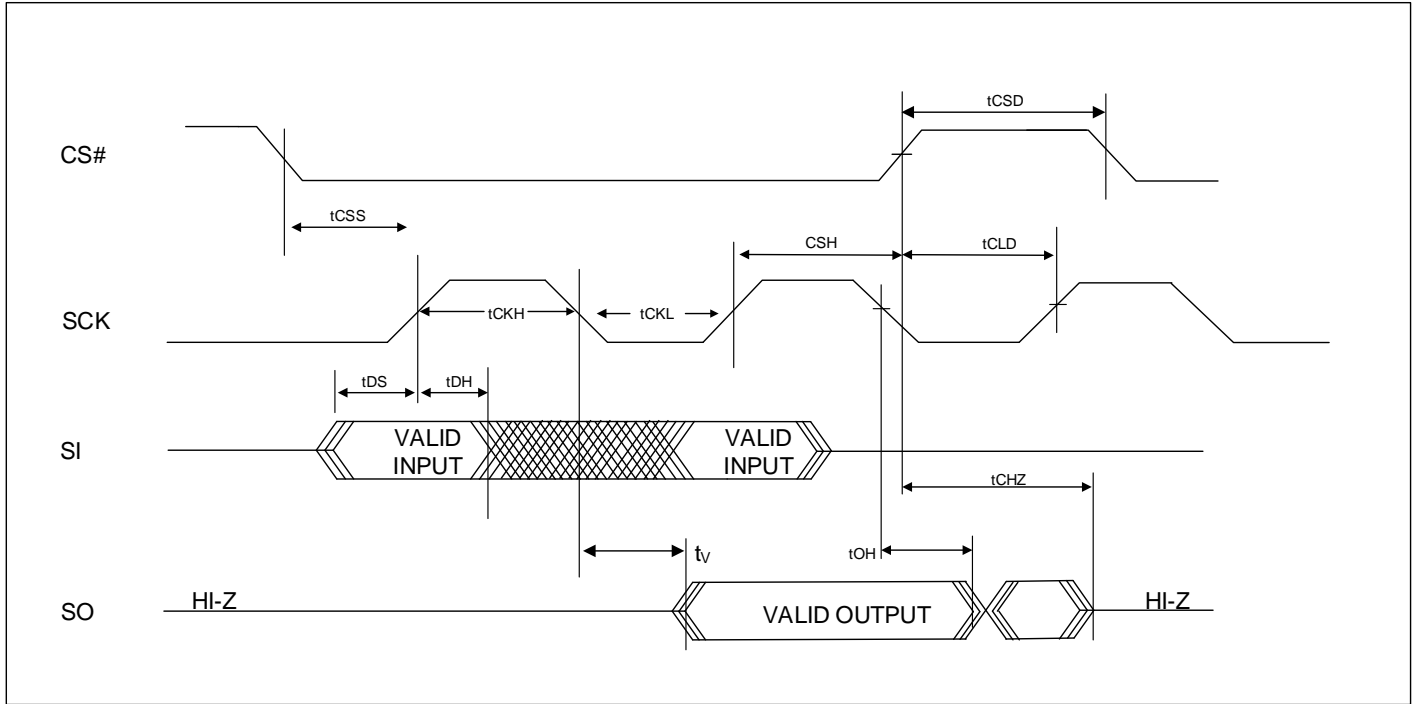 tCSD
CS#
tCSS
CSH
tCLD
SCK
tCKH
tCKL
tDS
tDH
SI
VALID
INPUT
VALID
INPUT
tCHZ
tV
tOH
SO
HI-Z
VALID OUTPUT
HI-Z